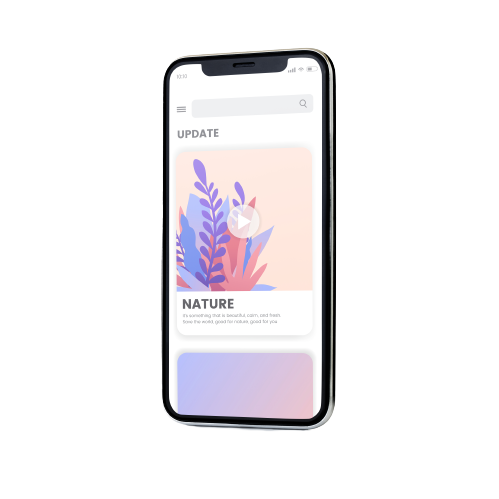 10:10
UPDATE
NATURE
It's something that is beautiful, calm, and fresh.
Save the world, good for nature, good for you.